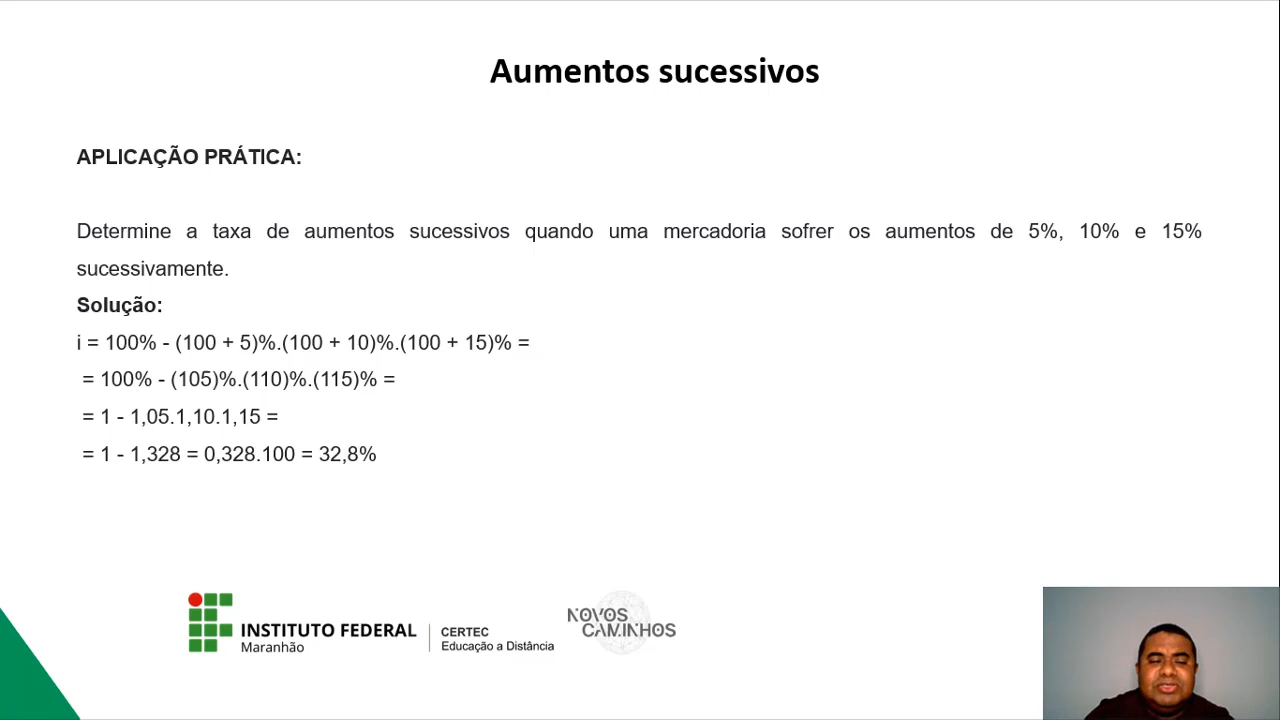 Aumentos sucessivos
APLICAÇÃO PRÁTICA:
Determine a taxa de aumentos sucessivos quando uma mercadoria sofrer os aumentos de 5%, 10% e 15%
sucessivamente.
Solução:
i = 100% - (100 + 5)%.(100 + 10)%.(100 + 15)% =
= 100% - (105)%.(110)%.(115)% =
= 1 - 1,05.1,10.1,15 =
= 1 - 1,328 = 0,328.100 = 32,8%
INSTITUTO FEDERAL
Maranhão
CERTEC
Educação a Distância
NOVOS
CAMINHOS